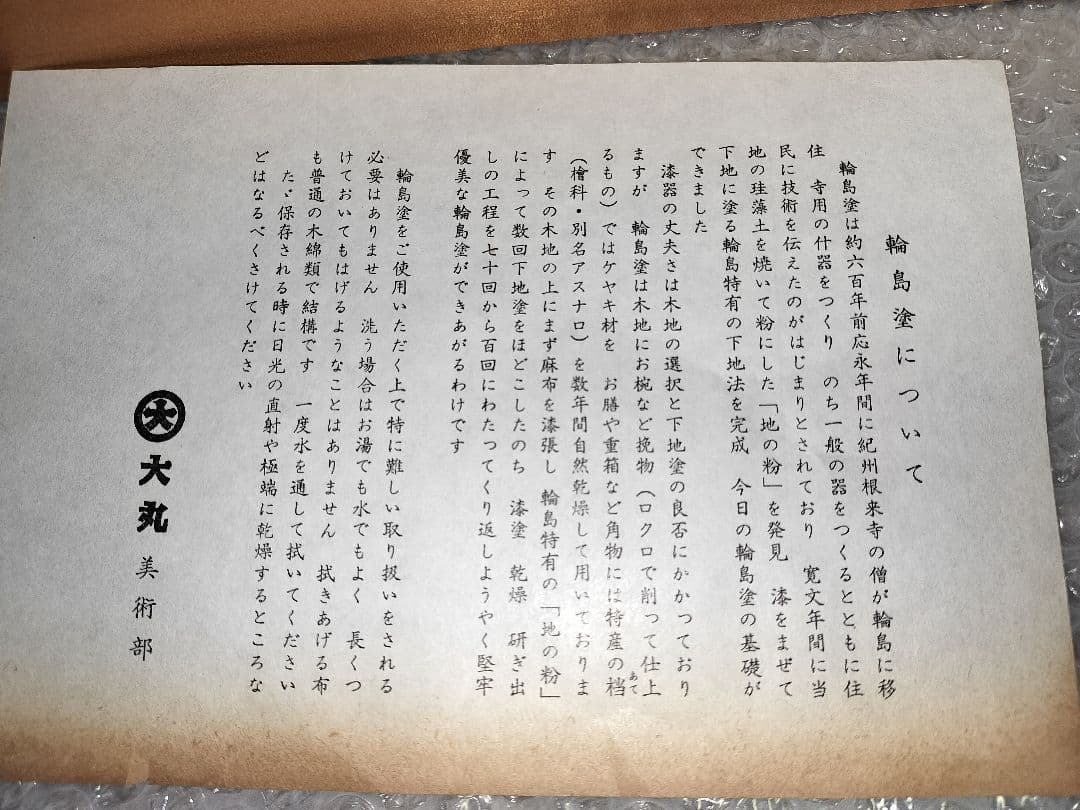 輪島塗について
輪島塗は約六百年前応永年間に紀州根来寺の僧が輪島に移
住　寺用の什器をつくり　のち一般の器をつくるとともに住
民に技術を伝えたのがはじまりとされており　寛文年間に当
地の珪藻土を焼いて粉にした「地の粉」を発見　漆をまぜて
下地に塗る輪島特有の下地法を完成　今日の輪島塗の基礎が
できました
漆器の丈夫さは木地の選択と下地塗の良否にかかっており
ますが　輪島塗は木地にお椀など挽物（ロクロで削って仕上
るもの）ではケヤキ材を　お膳や重箱など角物には特産の档あて
（檜科・別名アスナロ）を数年間自然乾燥して用いておりま
す　その木地の上にまず麻布を漆張し　輪島特有の「地の粉」
によって数回下地塗をほどこしたのち　漆塗　乾燥　研ぎ出
しの工程を七十回から百回にわたってくり返しようやく堅牢
優美な輪島塗ができあがるわけです
輪島塗をご使用いただく上で特に難しい取り扱いをされる
必要はありません　洗う場合はお湯でも水でもよく　長くつ
けておいてもはげるようなことはありません　拭きあげる布
も普通の木綿類で結構です　一度水を通して拭いてください
たゞ保存される時に日光の直射や極端に乾燥するところな
どはなるべくさけてください
大 大丸 美術部